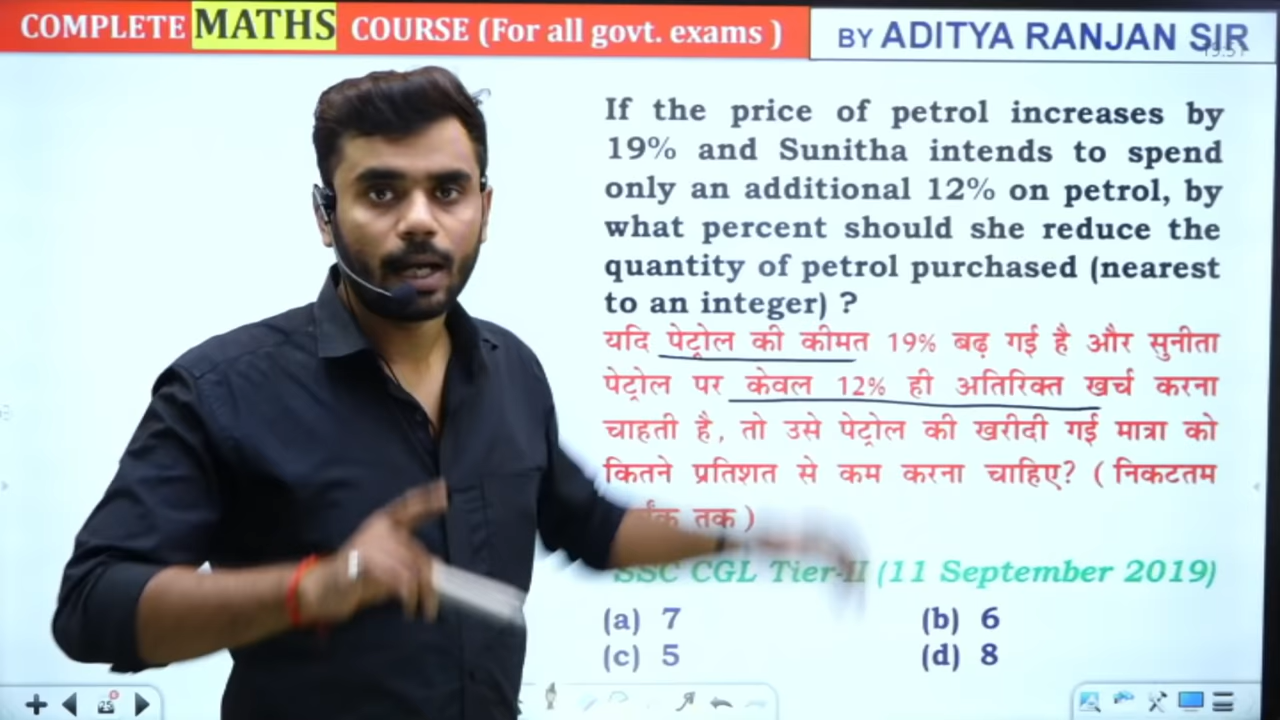 COMPLETE MATHS COURSE (For all govt. exams )
BY ADITYA RANJAN SIR
If the price of petrol increases by
19% and Sunitha intends to spend
only an additional 12% on petrol, by
what percent should she reduce the
quantity of petrol purchased (nearest
to an integer) ?
यदि पेट्रोल की कीमत 19% बढ़ गई है और सुनीता
पेट्रोल पर केवल 12% ही अतिरिक्त खर्च करना
चाहती है, तो उसे पेट्रोल की खरीदी गई मात्रा को
कितने प्रतिशत से कम करना चाहिए? ( निकटतम
तक )
SSC CGL Tier-II (11 September 2019)
(a) 7 (b) 6
(c) 5 (d) 8